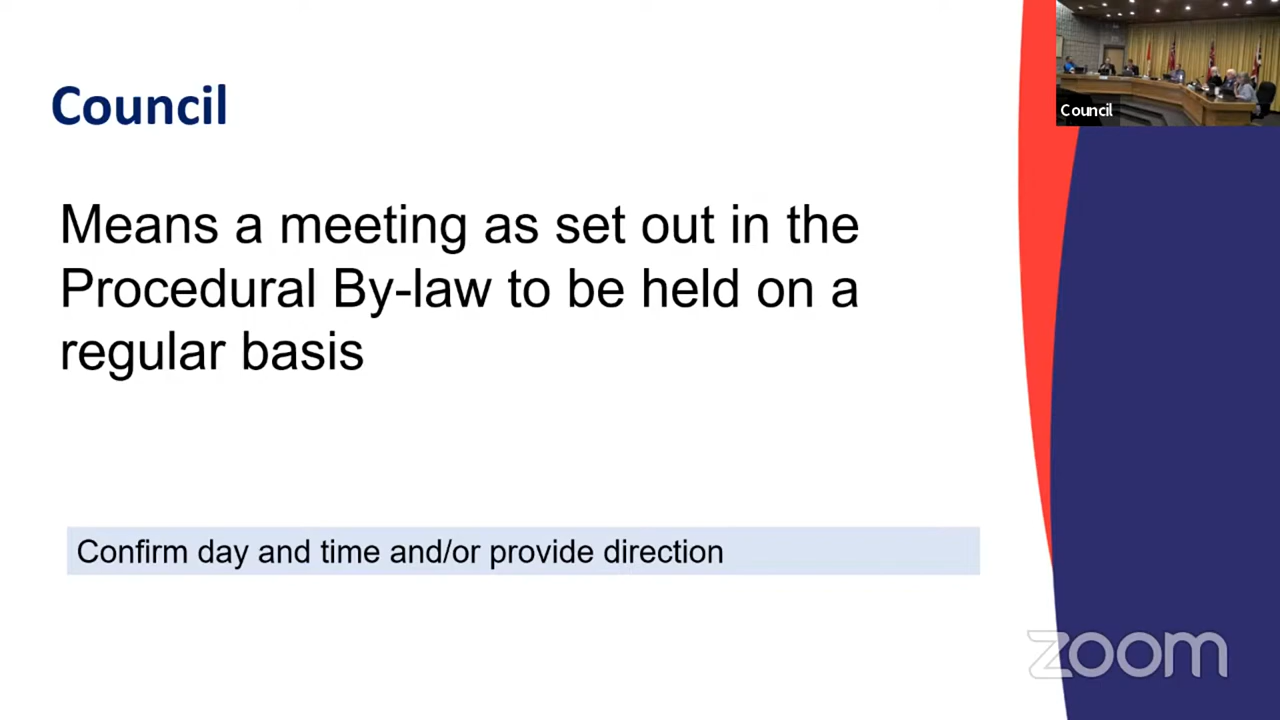 Council
Council
Means a meeting as set out in the
Procedural By-law to be held on a
regular basis
Confirm day and time and/or provide direction
zoom